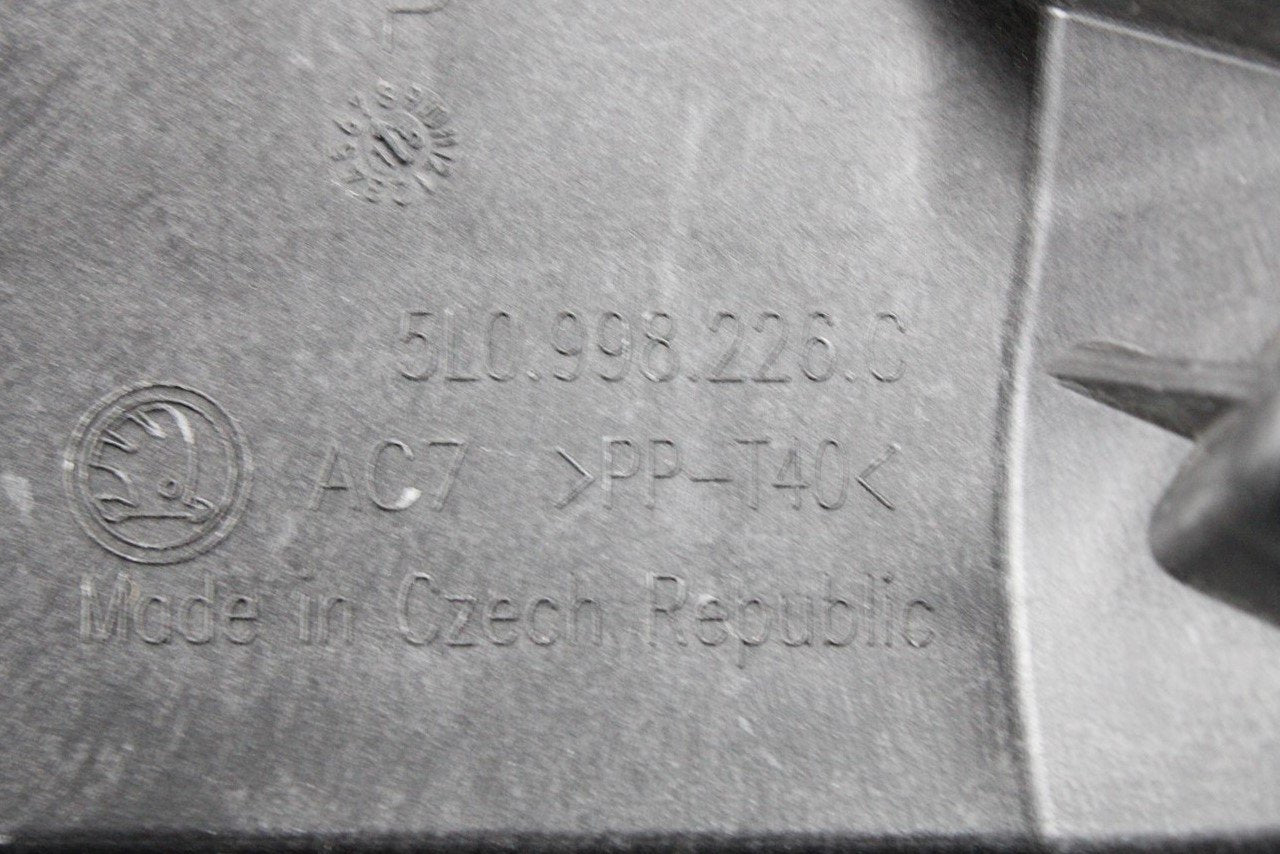 P
5L0.998.226.C
AC7 >PP-T40<
Made in Czech Republic